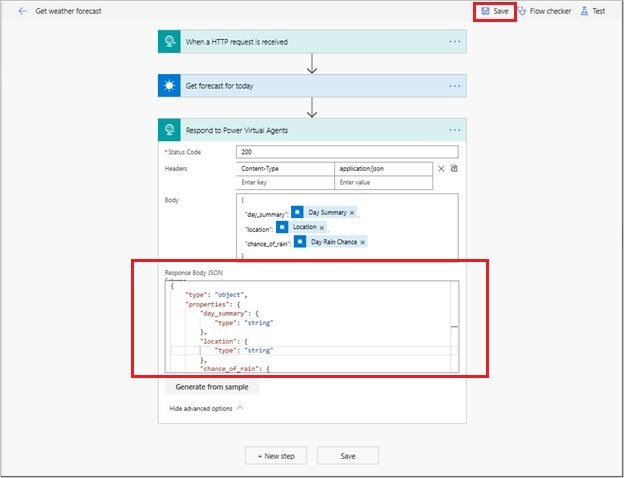 Get weather forecast
Save
Flow checker
Test
When a HTTP request is received
Get forecast for today
Respond to Power Virtual Agents
* Status Code
200
Headers
Content-Type
application/json
Enter key
Enter value
Body
{
"day_summary": Day Summary ×,
"location": Location ×,
"chance_of_rain": Day Rain Chance ×
}
Response Body JSON
Schema
{
"type": "object",
"properties": {
"day_summary": {
"type": "string"
},
"location": {
"type": "string"
},
"chance_of_rain": {
Generate from sample
Hide advanced options
+ New step
Save